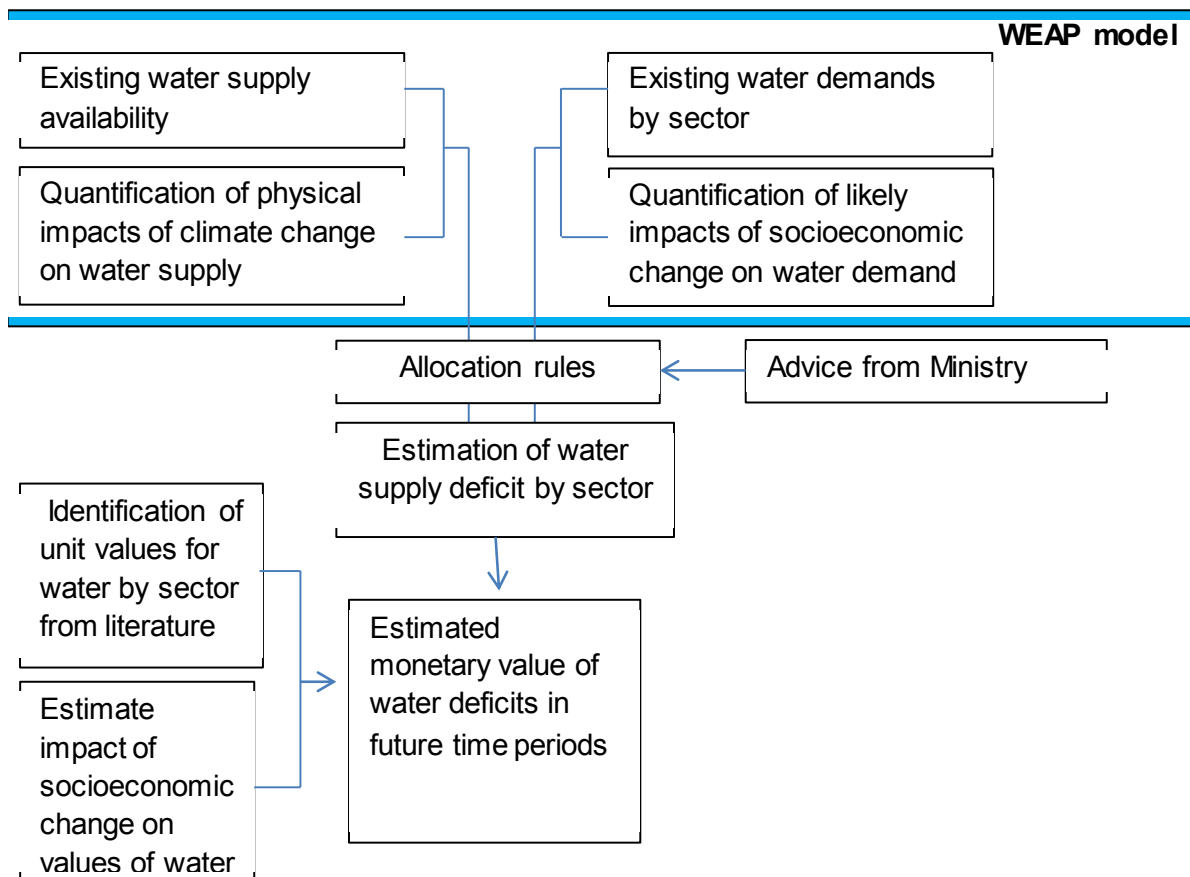 WEAP model
Existing water supply
availability
Existing water demands
by sector
Quantification of physical
impacts of climate change
on water supply
Quantification of likely
impacts of socioeconomic
change on water demand
Allocation rules
Advice from Ministry
Estimation of water
supply deficit by sector
Identification of
unit values for
water by sector
from literature
Estimated
monetary value of
water deficits in
future time periods
Estimate
impact of
socioeconomic
change on
values of water